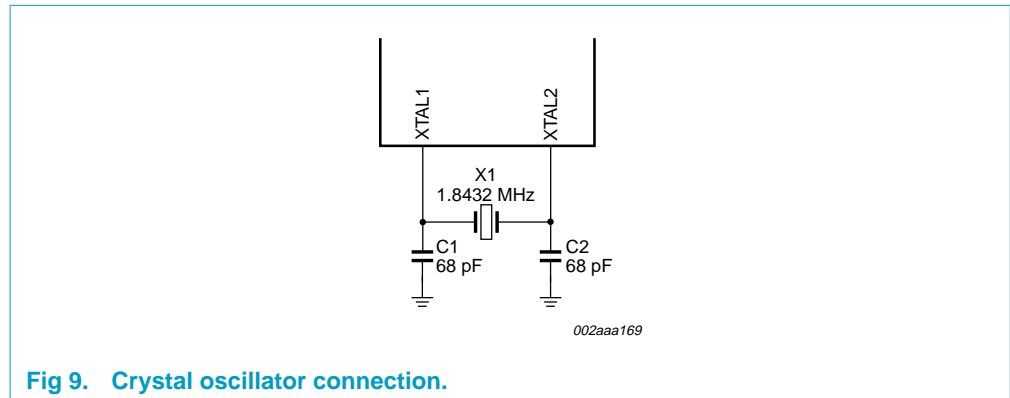 XTAL1
XTAL2
X1
1.8432 MHz
C1
68 pF
C2
68 pF
002aaa169
Fig 9. Crystal oscillator connection.